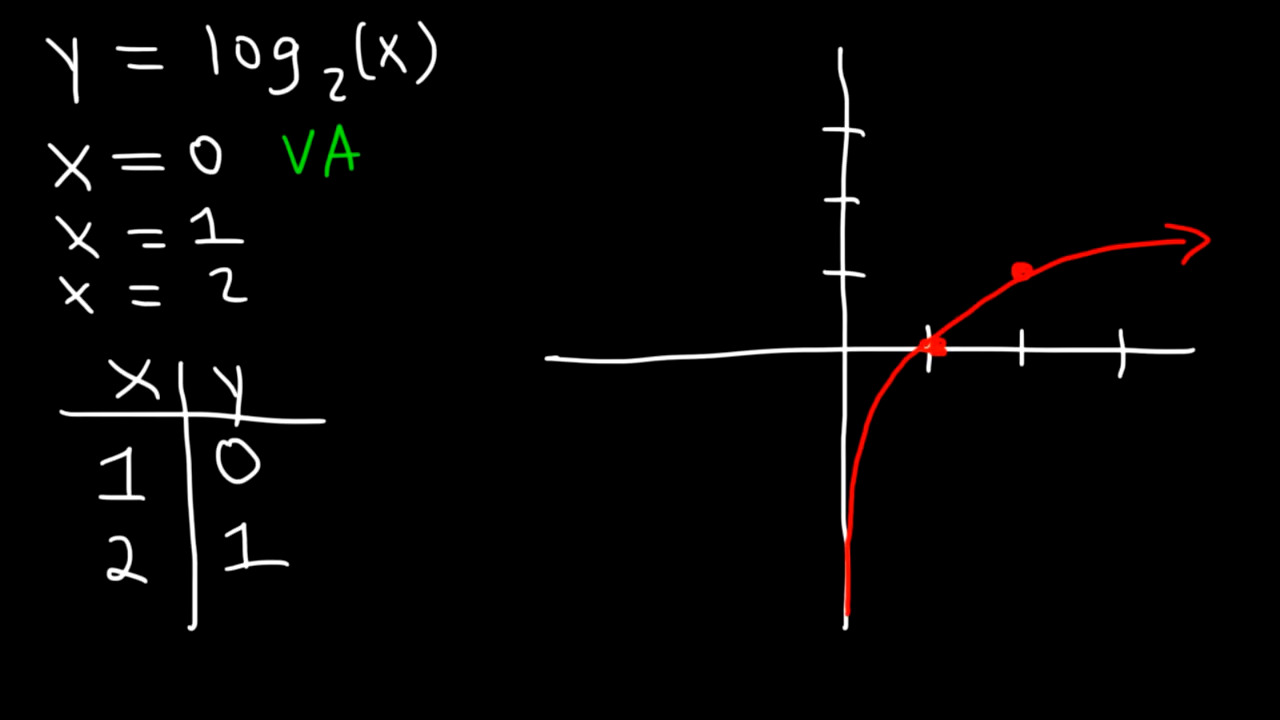 y = log₂(x)
x = 0 VA
x = 1
x = 2
x y
1 0
2 1